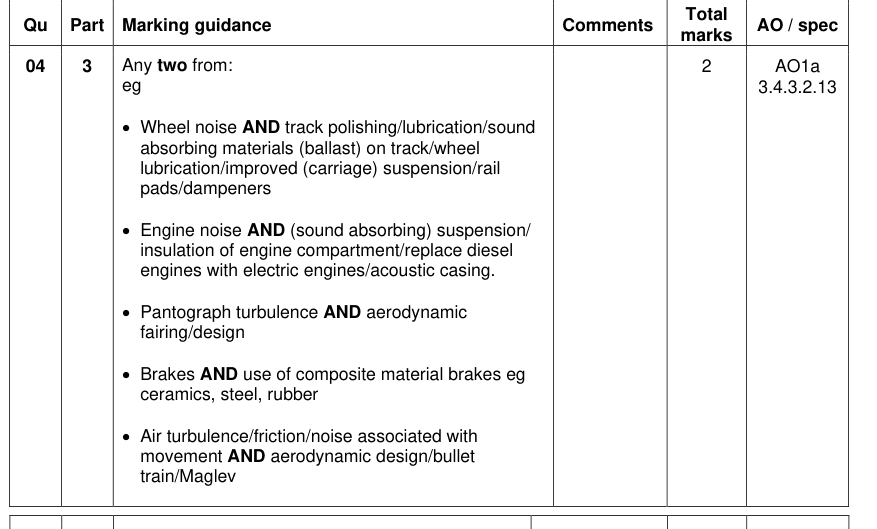 Qu Part Marking guidance Comments Total marks AO / spec
04 3 Any two from: 2 AO1a
eg 3.4.3.2.13
• Wheel noise AND track polishing/lubrication/sound
absorbing materials (ballast) on track/wheel
lubrication/improved (carriage) suspension/rail
pads/dampeners
• Engine noise AND (sound absorbing) suspension/
insulation of engine compartment/replace diesel
engines with electric engines/acoustic casing.
• Pantograph turbulence AND aerodynamic
fairing/design
• Brakes AND use of composite material brakes eg
ceramics, steel, rubber
• Air turbulence/friction/noise associated with
movement AND aerodynamic design/bullet
train/Maglev